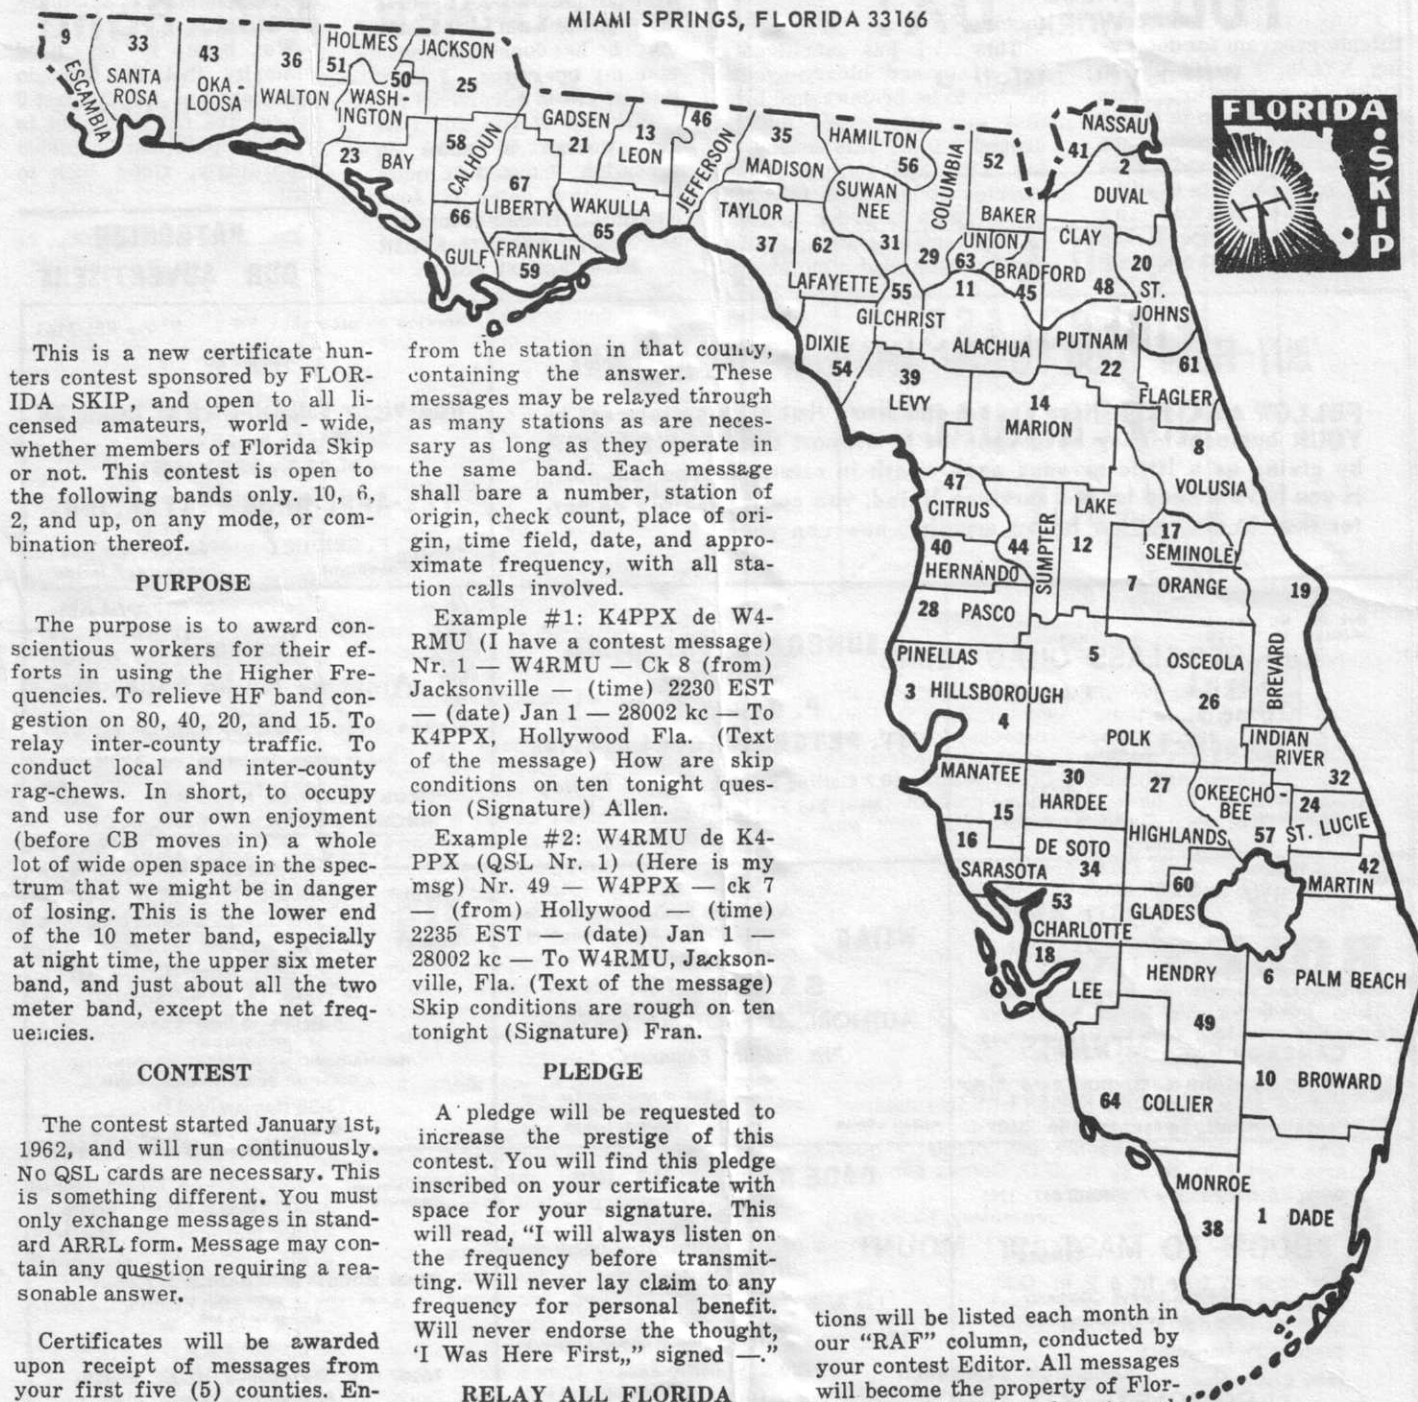 MIAMI SPRINGS, FLORIDA 33166
FLORIDA
SKIP
9
ESCAMBIA
33
SANTA
ROSA
43
OKA-
LOOSA
36
WALTON
HOLMES
51
50
WASH-
INGTON
JACKSON
25
23 BAY
58
CALHOUN
66
GULF
67
LIBERTY
FRANKLIN
59
GADSEN
21
13
LEON
WAKULLA
65
46
JEFFERSON
35
MADISON
TAYLOR
37
HAMILTON
56
SUWAN
NEE
31
62
LAFAYETTE
COLUMBIA
29
52
BAKER
NASSAU
41
2
DUVAL
UNION
63
BRADFORD
45
CLAY
48
20
ST.
JOHNS
55
GILCHRIST
11
ALACHUA
PUTNAM
22
61
FLAGLER
DIXIE
54
39
LEVY
14
MARION
8
VOLUSIA
47
CITRUS
40
HERNANDO
44
SUMPTER
LAKE
12
17
SEMINOLE
7 ORANGE
19
BREVARD
28 PASCO
PINELLAS
3 HILLSBOROUGH
4
5
POLK
OSCEOLA
26
INDIAN
RIVER
32
MANATEE
15
30
HARDEE
27
HIGHLANDS
OKEECHO-
BEE
57
24
ST. LUCIE
16
SARASOTA
DE SOTO
34
42
MARTIN
53
CHARLOTTE
60
GLADES
18
LEE
HENDRY
49
6 PALM BEACH
10 BROWARD
64 COLLIER
MONROE
38
1 DADE
This is a new certificate hun-
ters contest sponsored by FLOR-
IDA SKIP, and open to all li-
censed amateurs, world - wide,
whether members of Florida Skip
or not. This contest is open to
the following bands only. 10, 6,
2, and up, on any mode, or com-
bination thereof.
PURPOSE
The purpose is to award con-
scientious workers for their ef-
forts in using the Higher Fre-
quencies. To relieve HF band con-
gestion on 80, 40, 20, and 15. To
relay inter-county traffic. To
conduct local and inter-county
rag-chews. In short, to occupy
and use for our own enjoyment
(before CB moves in) a whole
lot of wide open space in the spec-
trum that we might be in danger
of losing. This is the lower end
of the 10 meter band, especially
at night time, the upper six meter
band, and just about all the two
meter band, except the net freq-
uencies.
CONTEST
The contest started January 1st,
1962, and will run continuously.
No QSL cards are necessary. This
is something different. You must
only exchange messages in stand-
ard ARRL form. Message may con-
tain any question requiring a rea-
sonable answer.
Certificates will be awarded
upon receipt of messages from
your first five (5) counties. En-
from the station in that county,
containing the answer. These
messages may be relayed through
as many stations as are neces-
sary as long as they operate in
the same band. Each message
shall bare a number, station of
origin, check count, place of ori-
gin, time field, date, and appro-
ximate frequency, with all sta-
tion calls involved.
Example #1: K4PPX de W4-
RMU (I have a contest message)
Nr. 1 — W4RMU — Ck 8 (from)
Jacksonville — (time) 2230 EST
— (date) Jan 1 — 28002 kc — To
K4PPX, Hollywood Fla. (Text
of the message) How are skip
conditions on ten tonight ques-
tion (Signature) Allen.
Example #2: W4RMU de K4-
PPX (QSL Nr. 1) (Here is my
msg) Nr. 49 — W4PPX — ck 7
— (from) Hollywood — (time)
2235 EST — (date) Jan 1 —
28002 kc — To W4RMU, Jackson-
ville, Fla. (Text of the message)
Skip conditions are rough on ten
tonight (Signature) Fran.
PLEDGE
A pledge will be requested to
increase the prestige of this
contest. You will find this pledge
inscribed on your certificate with
space for your signature. This
will read, "I will always listen on
the frequency before transmit-
ting. Will never lay claim to any
frequency for personal benefit.
Will never endorse the thought,
'I Was Here First,," signed —."
RELAY ALL FLORIDA
tions will be listed each month in
our "RAF" column, conducted by
your contest Editor. All messages
will become the property of Flor-